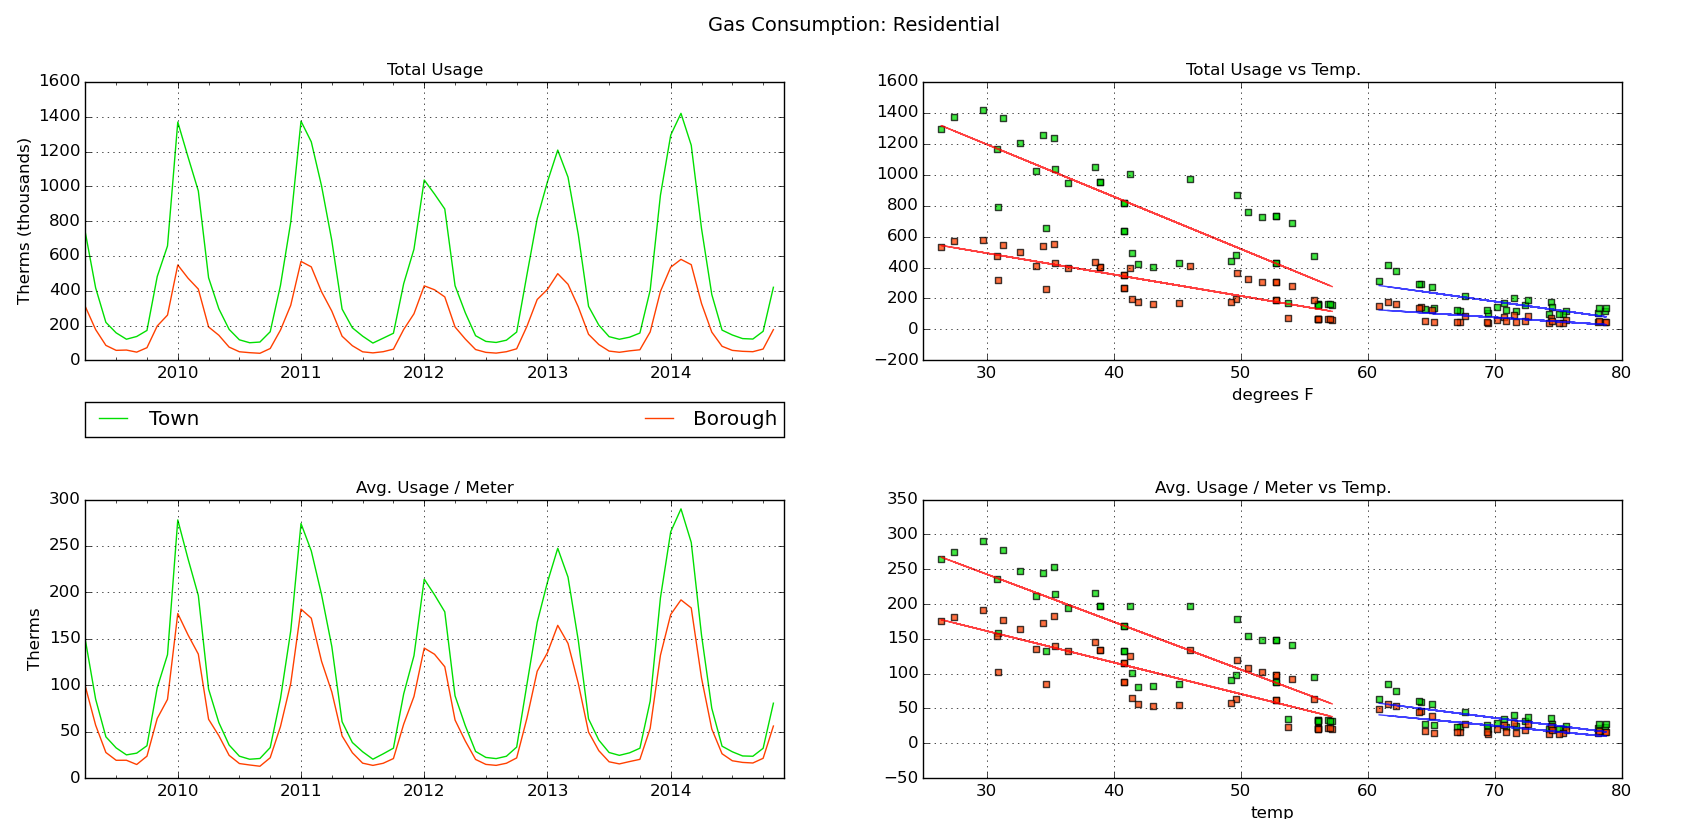 Gas Consumption: Residential
Total Usage
1600
1400
1200
1000
800
600
400
200
0
Therms (thousands)
2010 2011 2012 2013 2014
Town Borough
Total Usage vs Temp.
1600
1400
1200
1000
800
600
400
200
0
−200
30 40 50 60 70 80
degrees F
Avg. Usage / Meter
300
250
200
150
100
50
0
Therms
2010 2011 2012 2013 2014
Avg. Usage / Meter vs Temp.
350
300
250
200
150
100
50
0
−50
30 40 50 60 70 80
temp